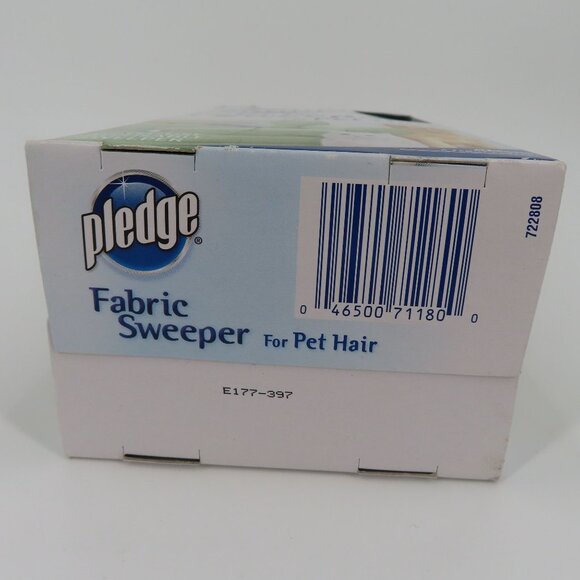 pledge®
Fabric
Sweeper For Pet Hair
0 46500 71180 0
722808
E177-397